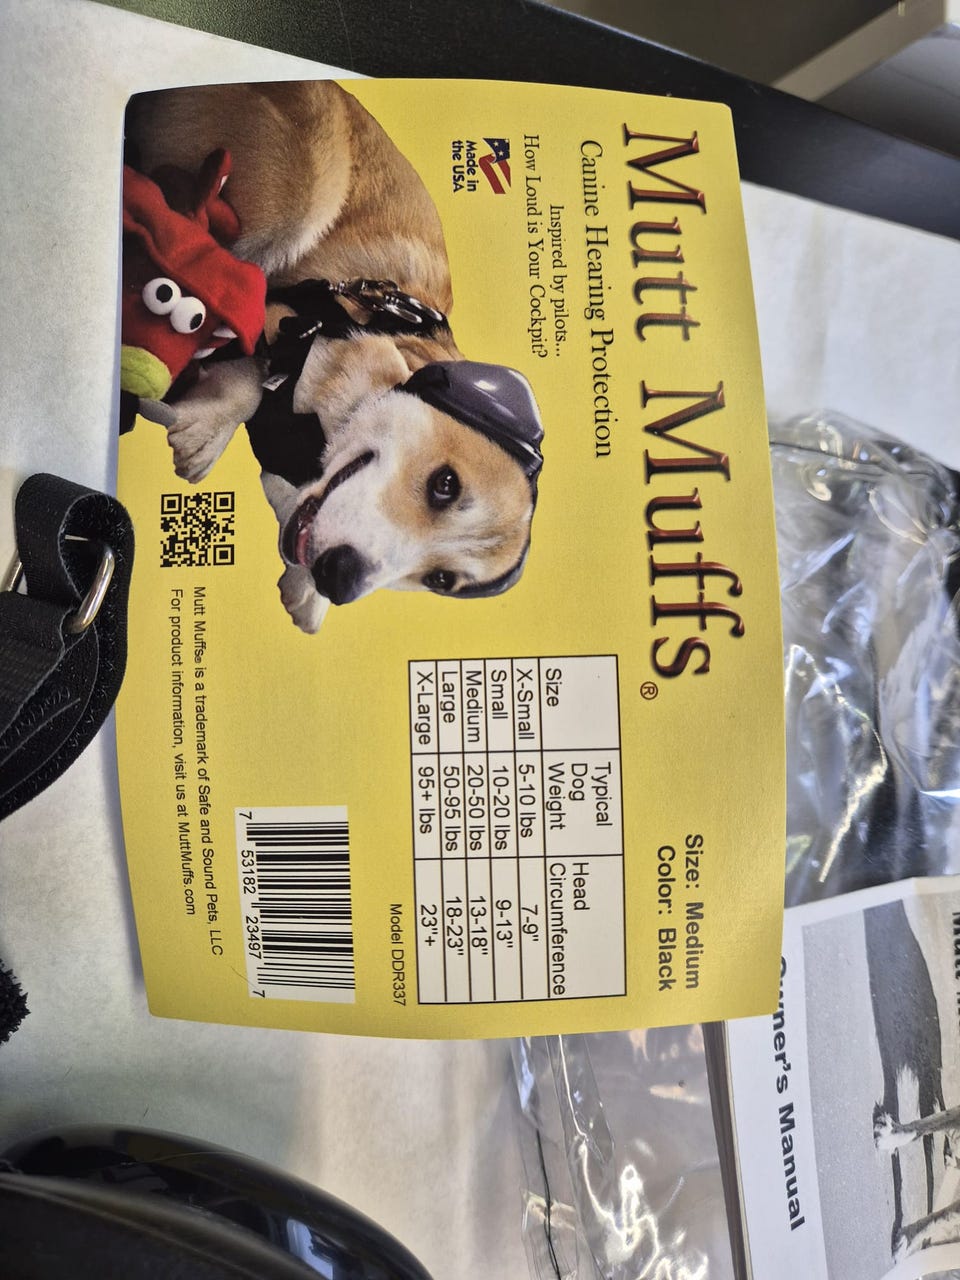 Mutt Muffs®
Canine Hearing Protection
Inspired by pilots...
How Loud is Your Cockpit?
Made in
the USA
Size: Medium
Color: Black
Size Typical Dog Weight Head Circumference
X-Small 5-10 lbs 7-9"
Small 10-20 lbs 9-13"
Medium 20-50 lbs 13-18"
Large 50-95 lbs 18-23"
X-Large 95+ lbs 23"+
Model DDR337
7 53182 23497 7
Mutt Muffs® is a trademark of Safe and Sound Pets, LLC
For product information, visit us at MuttMuffs.com
Owner's Manual